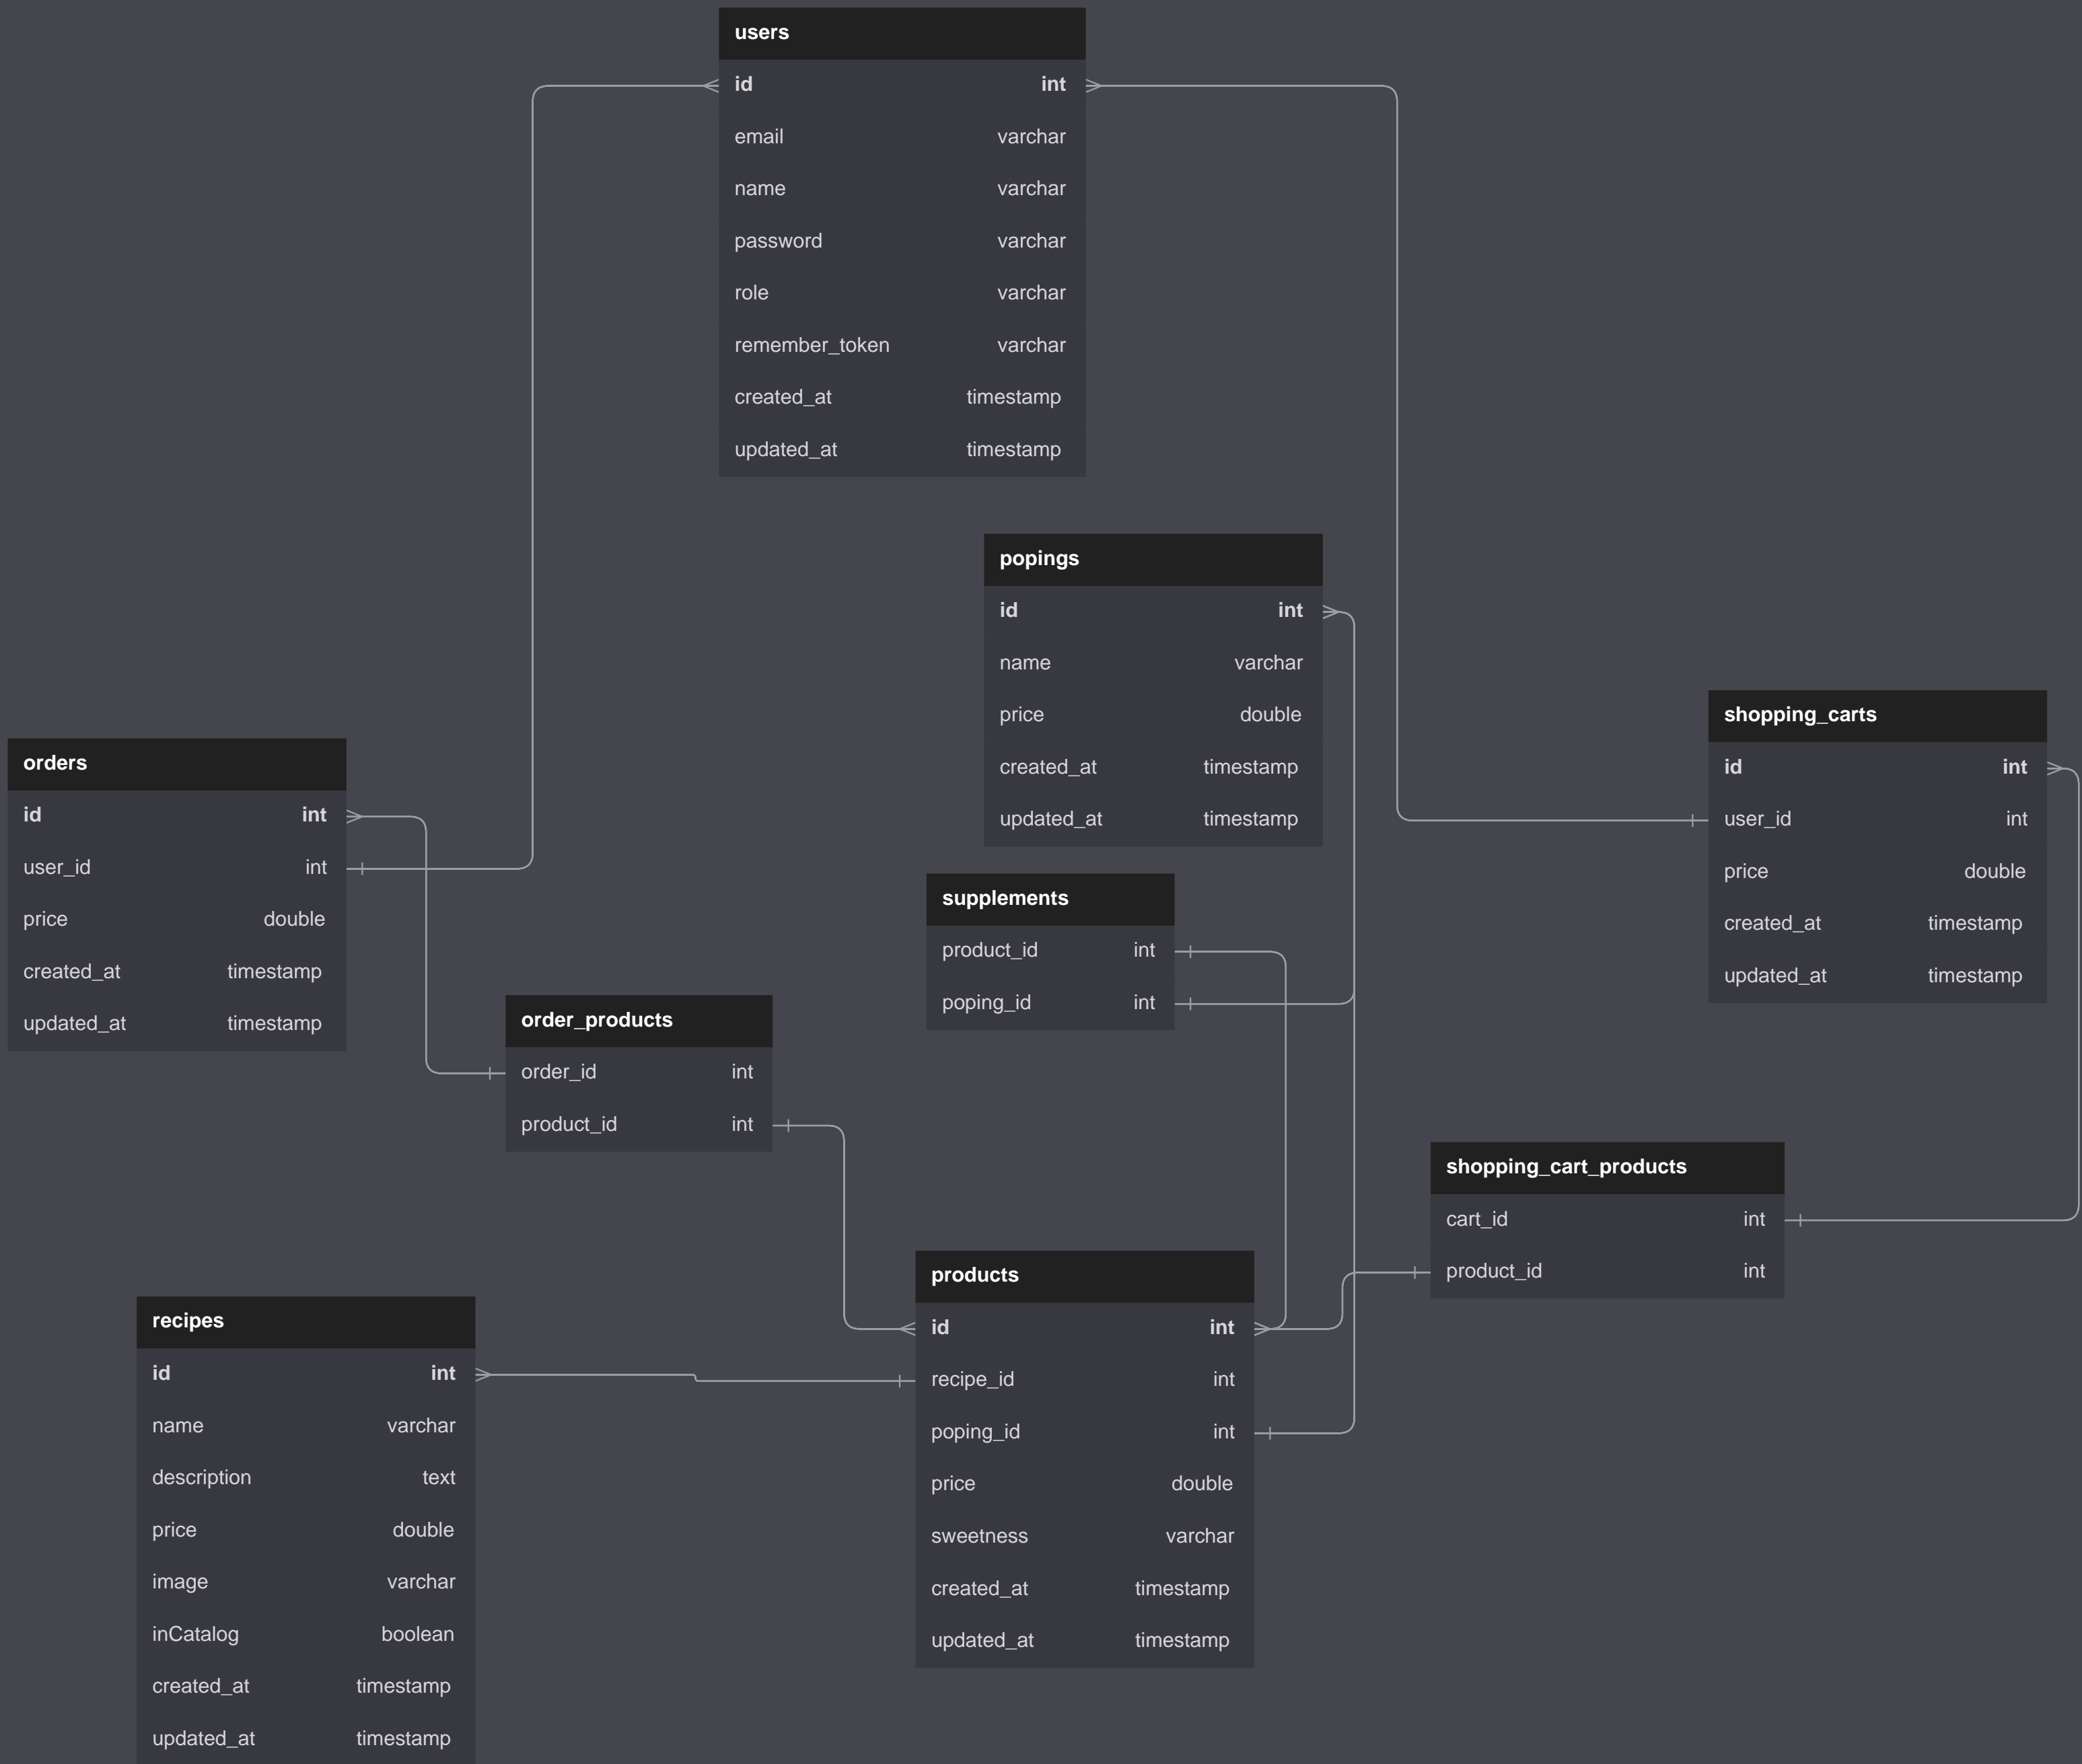 users
id int
email varchar
name varchar
password varchar
role varchar
remember_token varchar
created_at timestamp
updated_at timestamp
popings
id int
name varchar
price double
created_at timestamp
updated_at timestamp
shopping_carts
id int
user_id int
price double
created_at timestamp
updated_at timestamp
orders
id int
user_id int
price double
created_at timestamp
updated_at timestamp
supplements
product_id int
poping_id int
order_products
order_id int
product_id int
shopping_cart_products
cart_id int
product_id int
products
id int
recipe_id int
poping_id int
price double
sweetness varchar
created_at timestamp
updated_at timestamp
recipes
id int
name varchar
description text
price double
image varchar
inCatalog boolean
created_at timestamp
updated_at timestamp